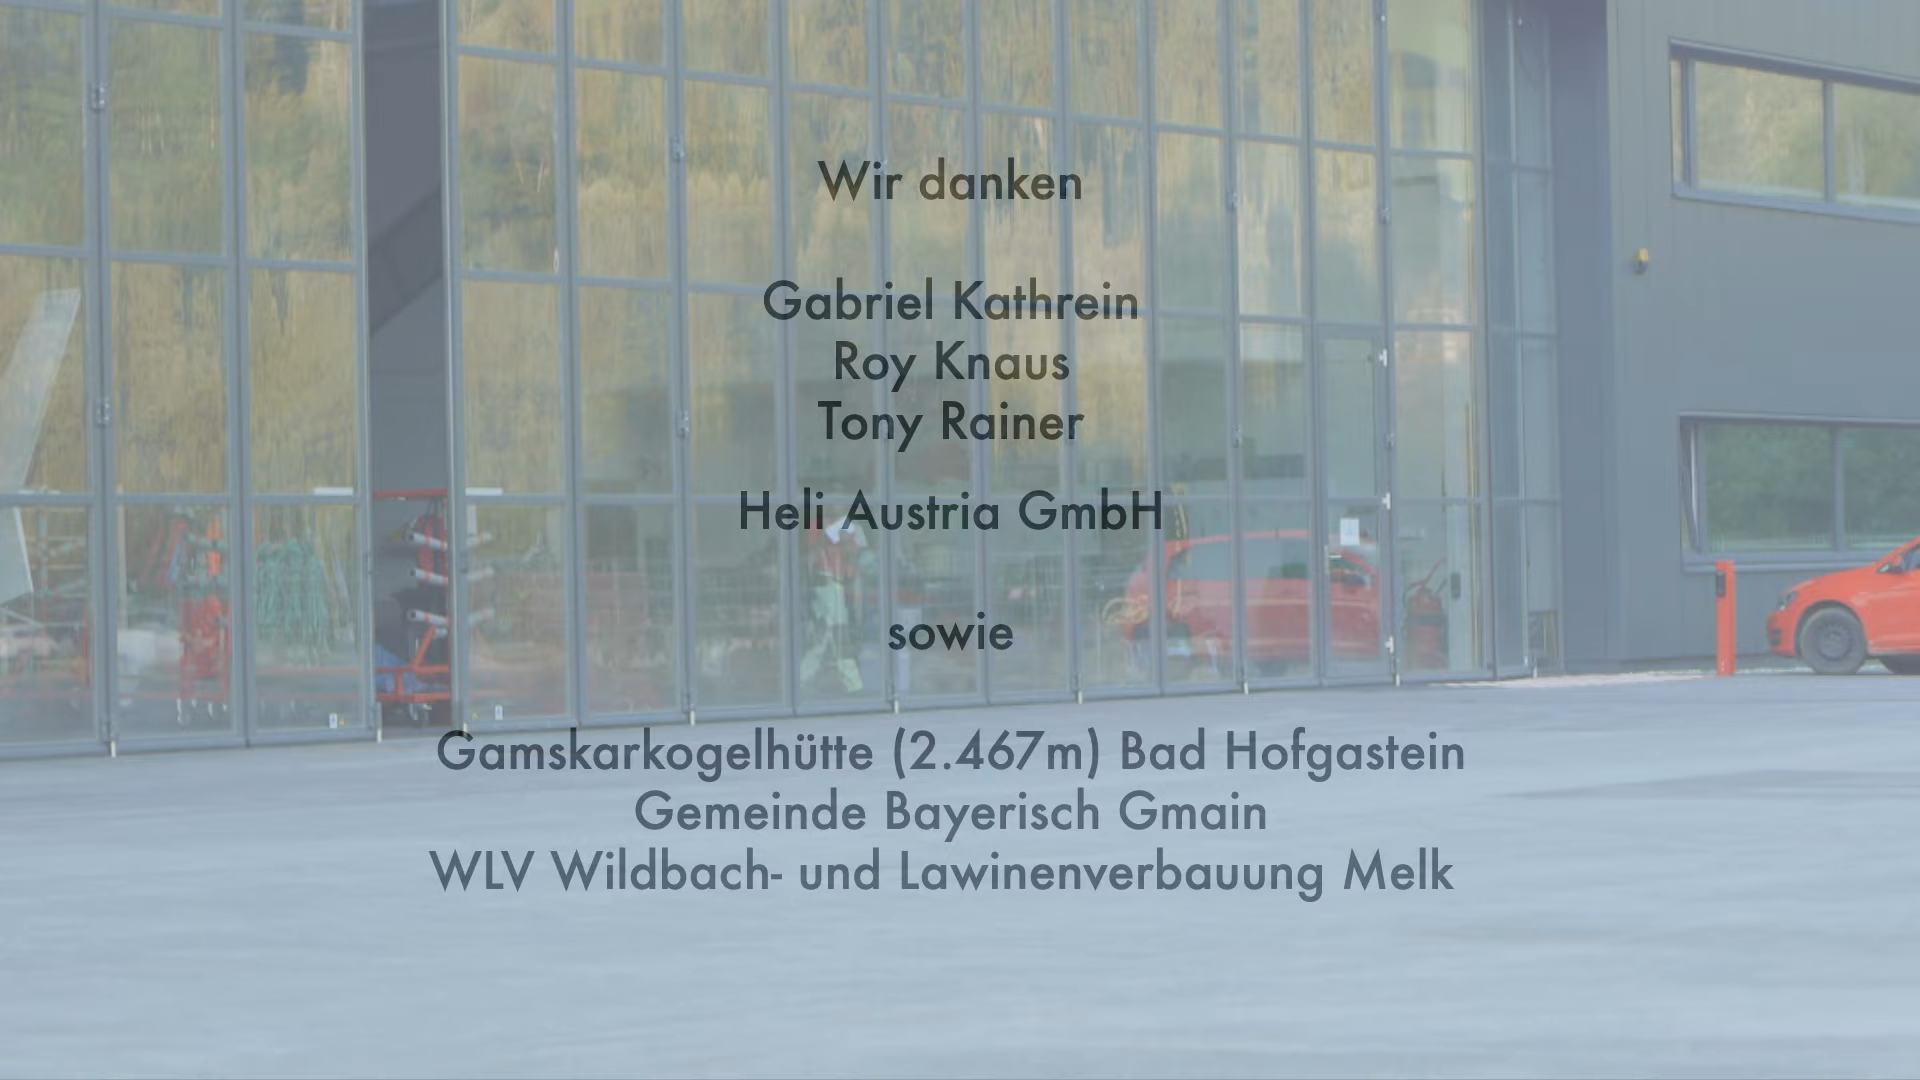 Wir danken
Gabriel Kathrein
Roy Knaus
Tony Rainer
Heli Austria GmbH
sowie
Gamskarkogelhütte (2.467m) Bad Hofgastein
Gemeinde Bayerisch Gmain
WLV Wildbach- und Lawinenverbauung Melk